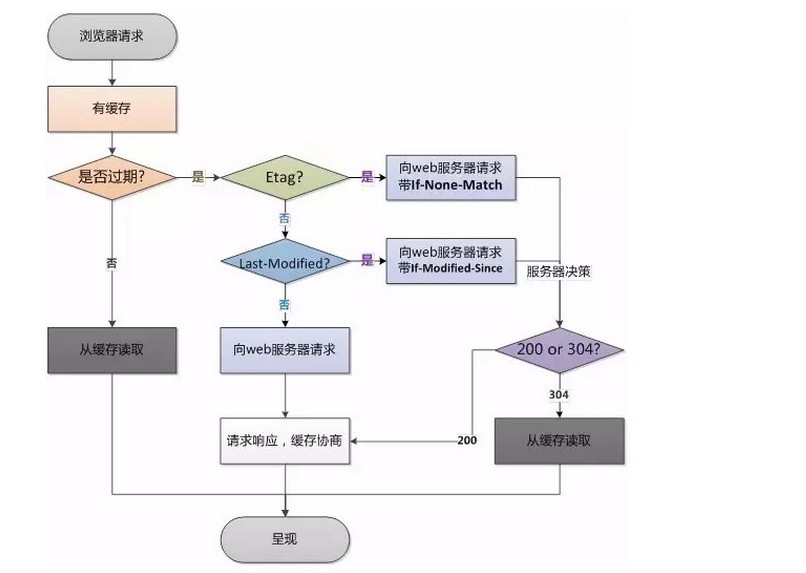 浏览器请求
有缓存
是否过期?
是
Etag?
是
向web服务器请求
带If-None-Match
否
否
Last-Modified?
是
向web服务器请求
带If-Modified-Since
服务器决策
否
从缓存读取
向web服务器请求
200 or 304?
304
请求响应，缓存协商
200
从缓存读取
呈现